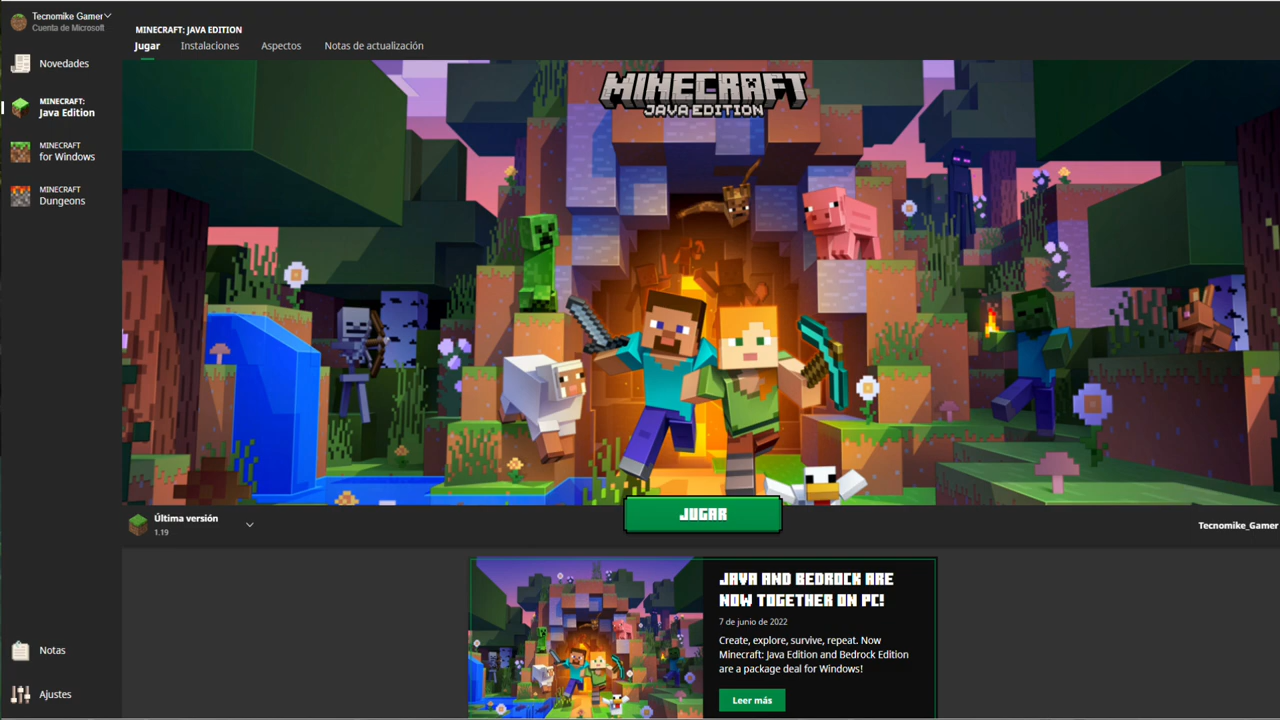 Tecnomike Gamer
Cuenta de Microsoft
Novedades
MINECRAFT:
Java Edition
MINECRAFT
for Windows
MINECRAFT
Dungeons
Notas
Ajustes
MINECRAFT: JAVA EDITION
Jugar Instalaciones Aspectos Notas de actualización
MINECRAFT
JAVA EDITION
Última versión
1.19
JUGAR
Tecnomike_Gamer
JAVA AND BEDROCK ARE
NOW TOGETHER ON PC!
7 de junio de 2022
Create, explore, survive, repeat. Now
Minecraft: Java Edition and Bedrock Edition
are a package deal for Windows!
Leer más